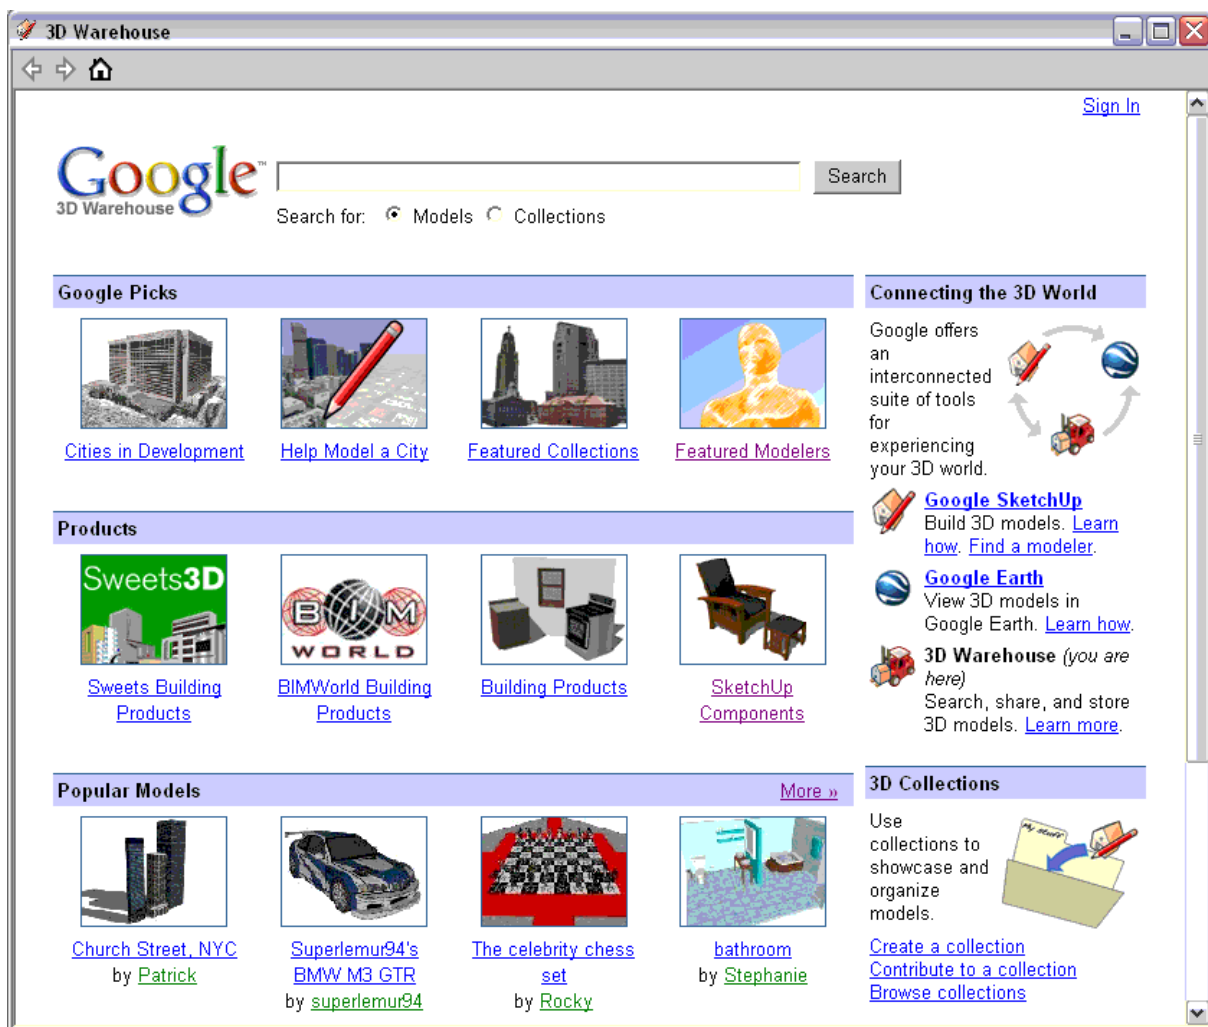 3D Warehouse
Sign In
Google™
3D Warehouse
Search
Search for: Models Collections
Google Picks
Cities in Development
Help Model a City
Featured Collections
Featured Modelers
Products
Sweets3D
BIM
WORLD
Sweets Building
Products
BIMWorld Building
Products
Building Products
SketchUp
Components
Popular Models
More »
Church Street, NYC
by Patrick
Superlemur94's
BMW M3 GTR
by superlemur94
The celebrity chess
set
by Rocky
bathroom
by Stephanie
Connecting the 3D World
Google offers
an
interconnected
suite of tools
for
experiencing
your 3D world.
Google SketchUp
Build 3D models. Learn
how. Find a modeler.
Google Earth
View 3D models in
Google Earth. Learn how.
3D Warehouse (you are
here)
Search, share, and store
3D models. Learn more.
3D Collections
Use
collections to
showcase and
organize
models.
My stuff
Create a collection
Contribute to a collection
Browse collections